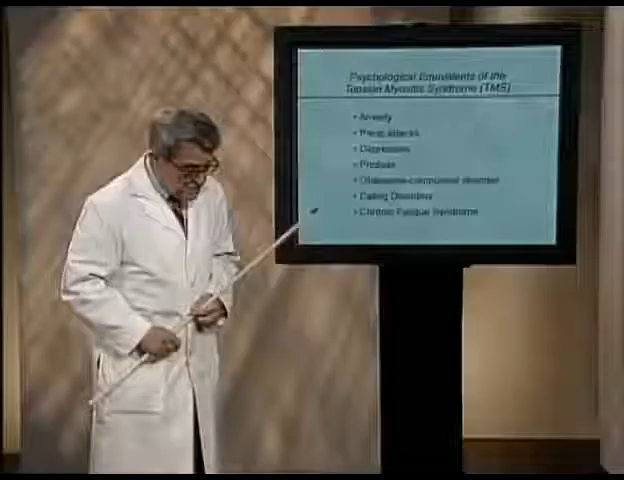 Psychological Equivalents of the
Tension Myositis Syndrome (TMS)
• Anxiety
• Panic attacks
• Depression
• Phobias
• Obsessive-compulsive disorder
• Eating Disorders
• Chronic Fatigue Syndrome